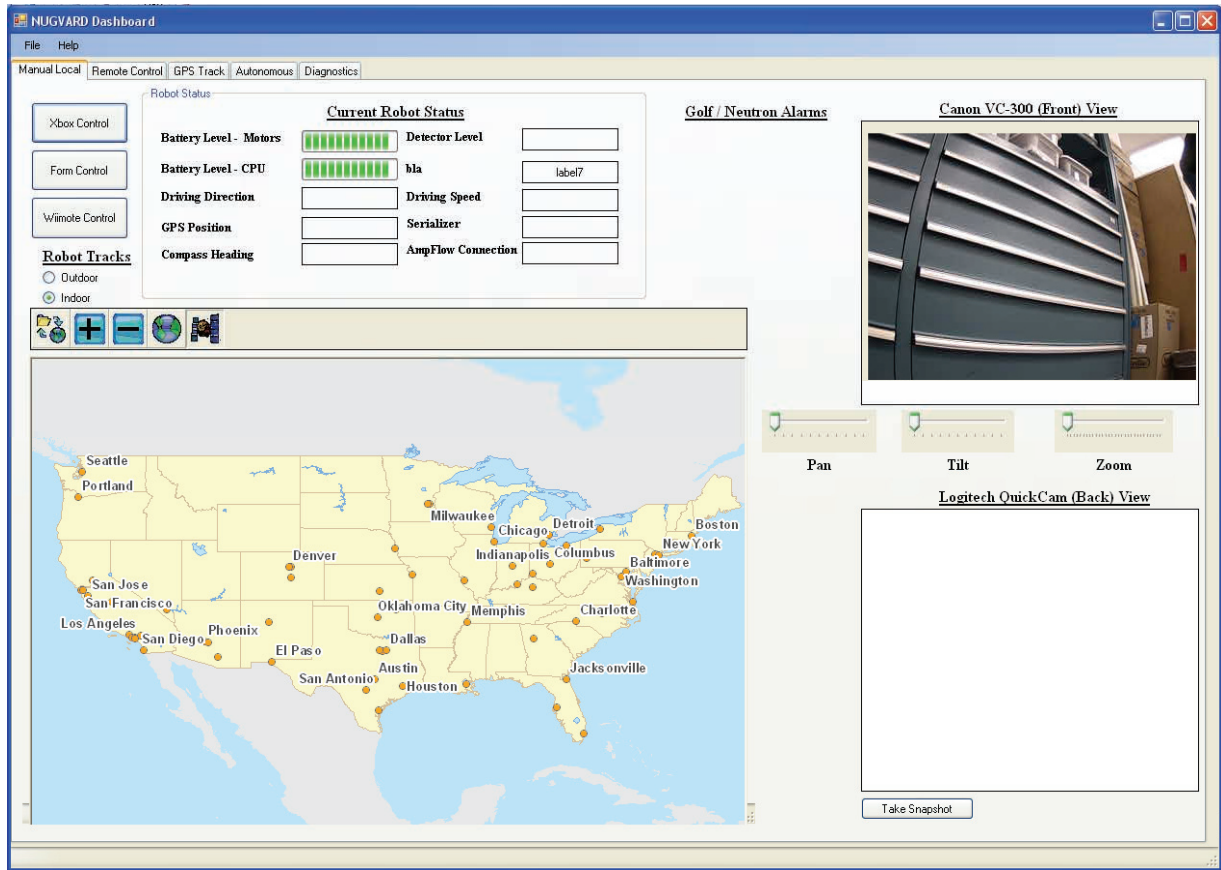 NUGVARD Dashboard
File Help
Manual Local Remote Control GPS Track Autonomous Diagnostics
Xbox Control
Form Control
Wiimote Control
Robot Tracks
Outdoor
Indoor
Robot Status
Current Robot Status
Battery Level - Motors Detector Level
Battery Level - CPU bla label7
Driving Direction Driving Speed
GPS Position Serializer
Compass Heading AmpFlow Connection
Golf / Neutron Alarms
Canon VC-300 (Front) View
Pan Tilt Zoom
Logitech QuickCam (Back) View
Take Snapshot
Seattle
Portland
Milwaukee
Chicago
Detroit
Boston
New York
Denver
Indianapolis
Columbus
Baltimore
Washington
San Jose
San Francisco
Oklahoma City
Memphis
Charlotte
Los Angeles
San Diego
Phoenix
Dallas
El Paso
Austin
Jacksonville
San Antonio
Houston